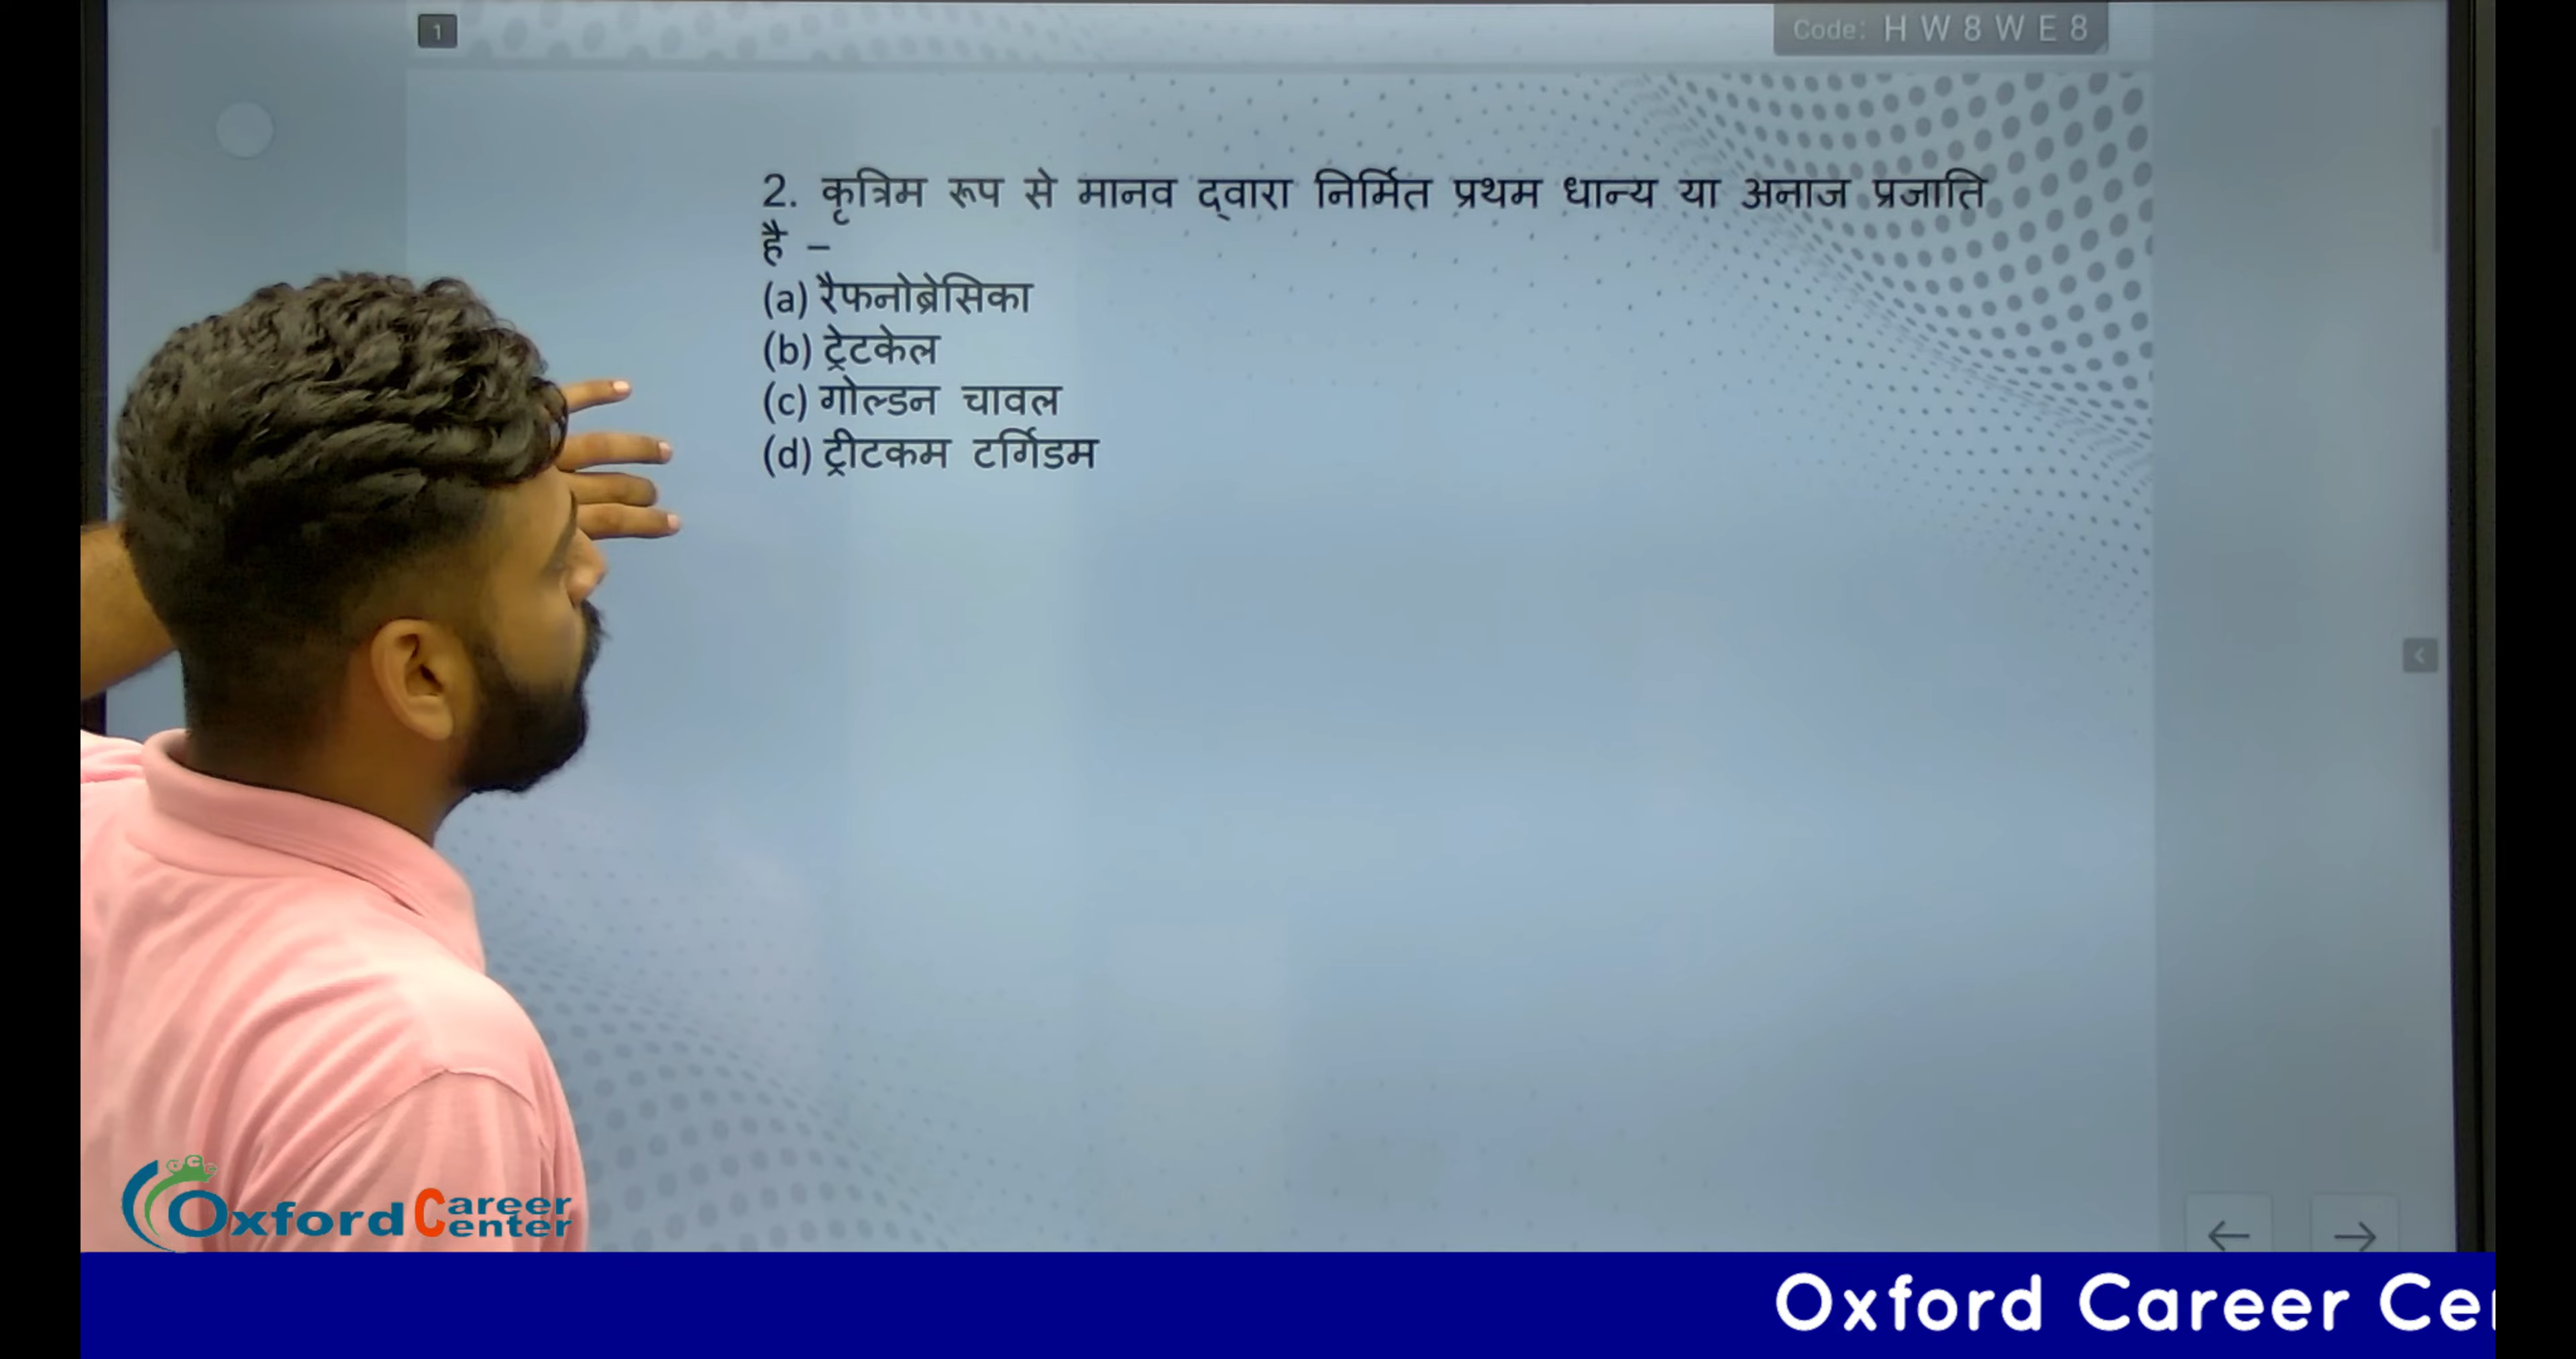 1
Code: H W 8 W E 8
2. कृत्रिम रूप से मानव द्वारा निर्मित प्रथम धान्य या अनाज प्रजाति
है –
(a) रैफनोब्रेसिका
(b) ट्रेटकेल
(c) गोल्डन चावल
(d) ट्रीटकम टर्गिडम
Oxford Career Center
Oxford Career Ce